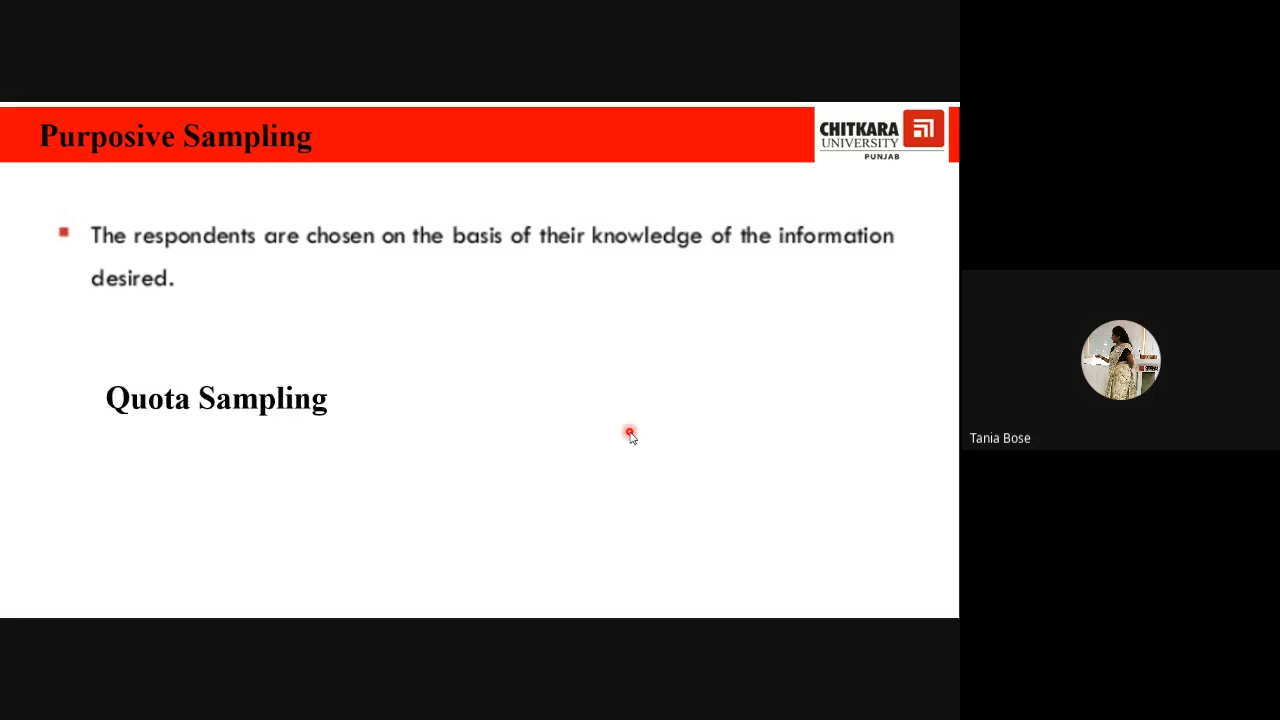 Purposive Sampling
CHITKARA
UNIVERSITY
PUNJAB
The respondents are chosen on the basis of their knowledge of the information
desired.
Quota Sampling
Tania Bose